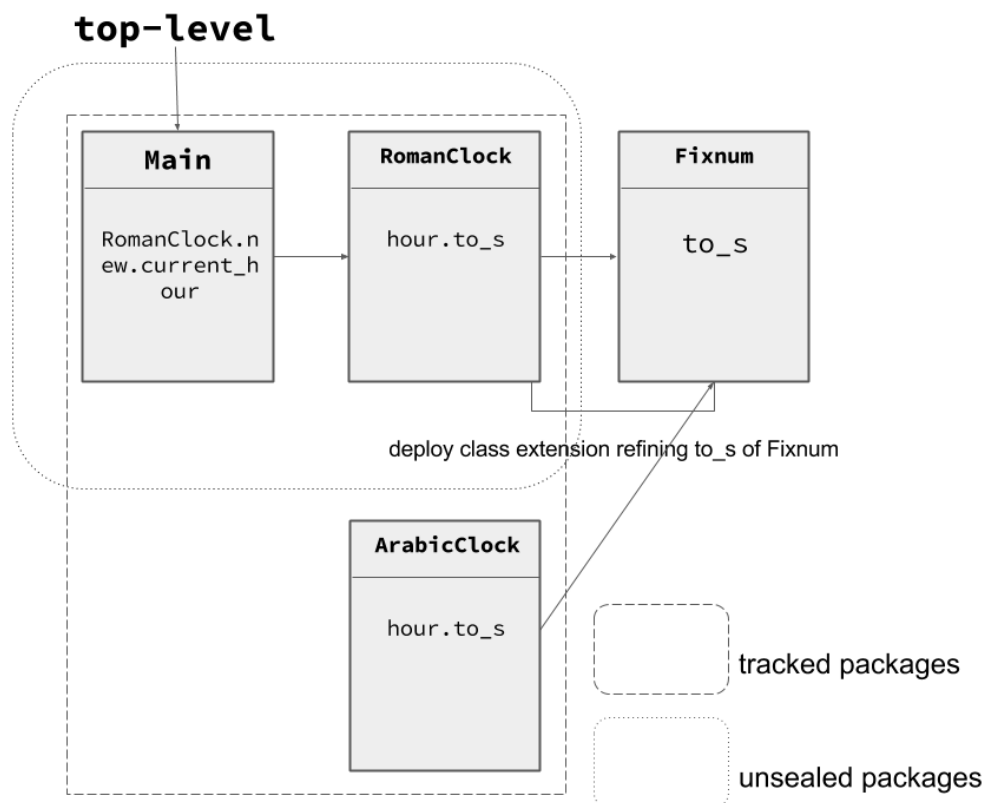 top-level
Main
RomanClock
Fixnum
RomanClock.n
ew.current_h
our
hour.to_s
to_s
deploy class extension refining to_s of Fixnum
ArabicClock
hour.to_s
tracked packages
unsealed packages